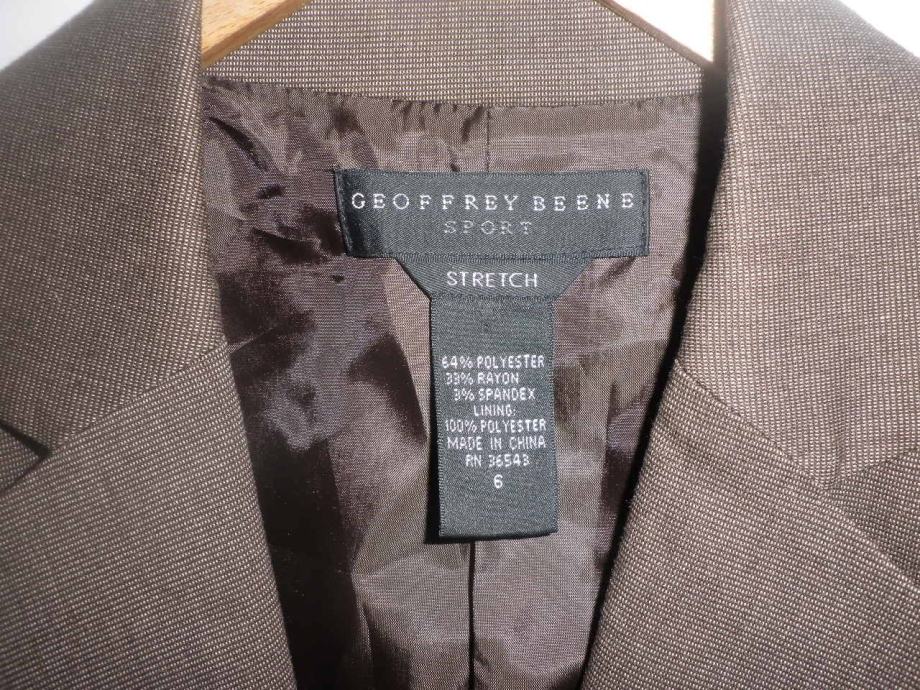 GEOFFREY BEENE
SPORT
STRETCH
64% POLYESTER
33% RAYON
3% SPANDEX
LINING:
100% POLYESTER
MADE IN CHINA
RN 36543
6